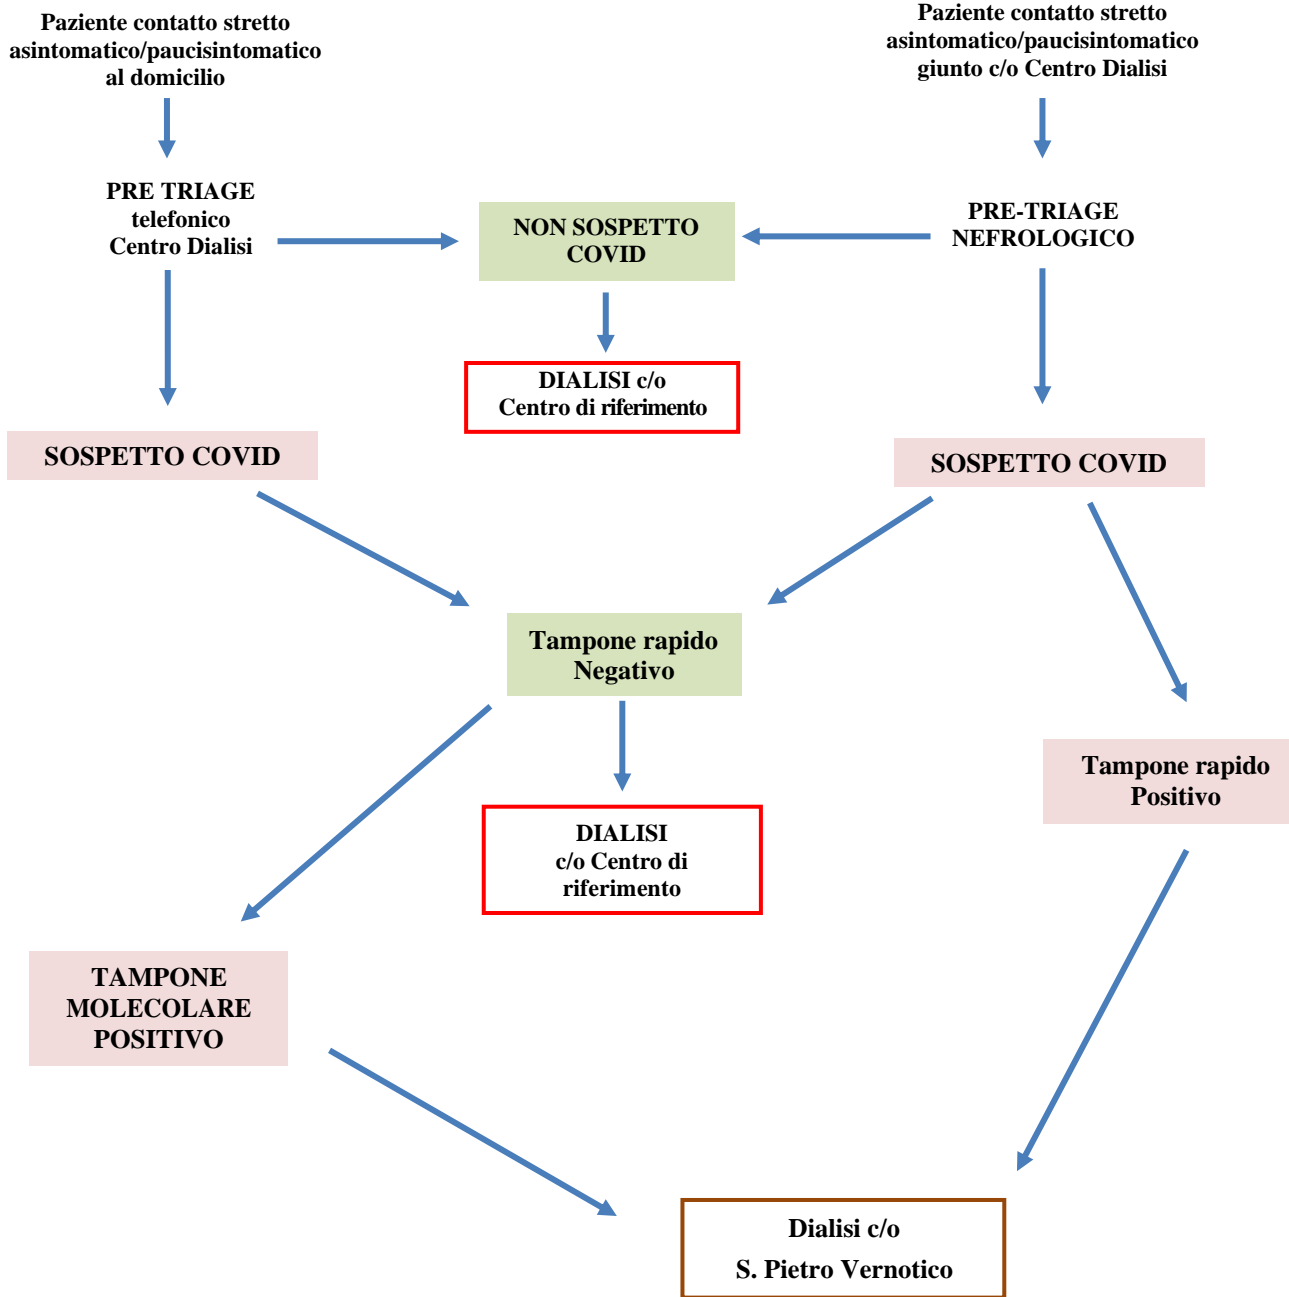 Paziente contatto stretto
asintomatico/paucisintomatico
al domicilio
Paziente contatto stretto
asintomatico/paucisintomatico
giunto c/o Centro Dialisi
PRE TRIAGE
telefonico
Centro Dialisi
NON SOSPETTO
COVID
PRE-TRIAGE
NEFROLOGICO
DIALISI c/o
Centro di riferimento
SOSPETTO COVID
SOSPETTO COVID
Tampone rapido
Negativo
Tampone rapido
Positivo
DIALISI
c/o Centro di
riferimento
TAMPONE
MOLECOLARE
POSITIVO
Dialisi c/o
S. Pietro Vernotico